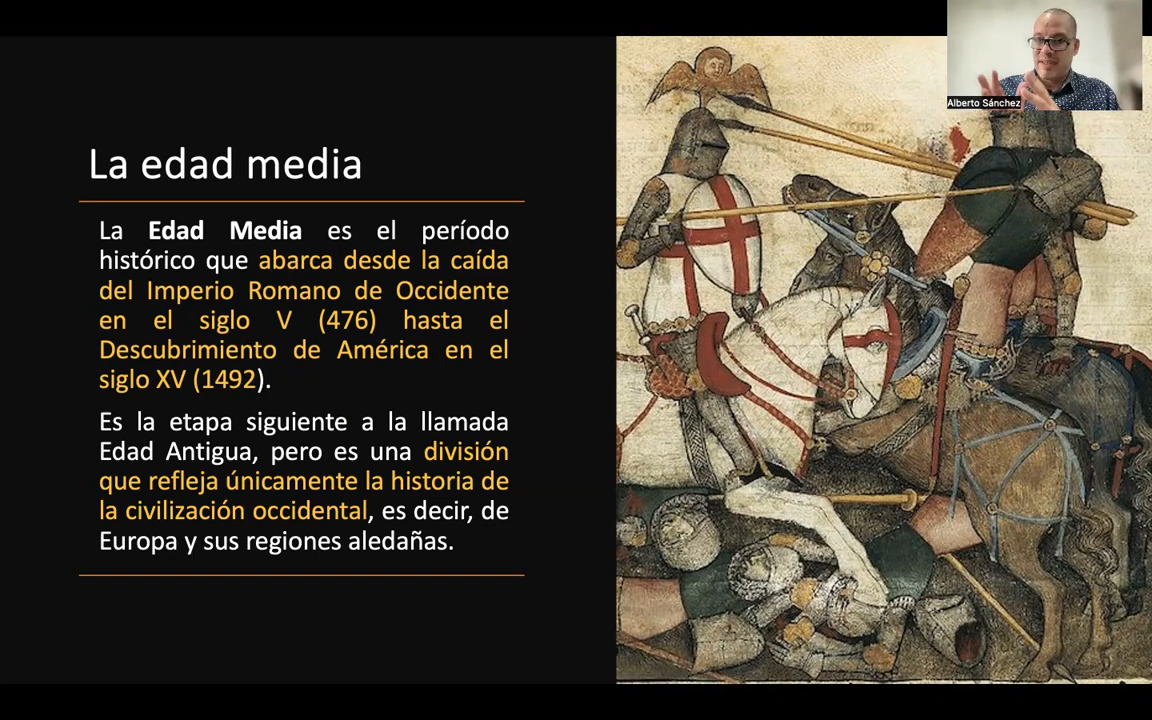 Alberto Sánchez
La edad media
La Edad Media es el período
histórico que abarca desde la caída
del Imperio Romano de Occidente
en el siglo V (476) hasta el
Descubrimiento de América en el
siglo XV (1492).
Es la etapa siguiente a la llamada
Edad Antigua, pero es una división
que refleja únicamente la historia de
la civilización occidental, es decir, de
Europa y sus regiones aledañas.